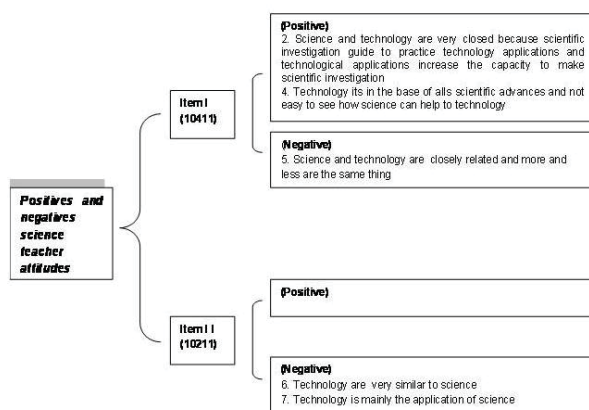 Positives and
negatives
science
teacher
attitudes
Item I
(10411)
(Positive)
2. Science and technology are very closed because scientific
investigation guide to practice technology applications and
technological applications increase the capacity to make
scientific investigation
4. Technology its in the base of alls scientific advances and not
easy to see how science can help to technology
(Negative)
5. Science and technology are closely related and more and
less are the same thing
Item I I
(10211)
(Positive)
(Negative)
6. Technology are very similar to science
7. Technology is mainly the application of science